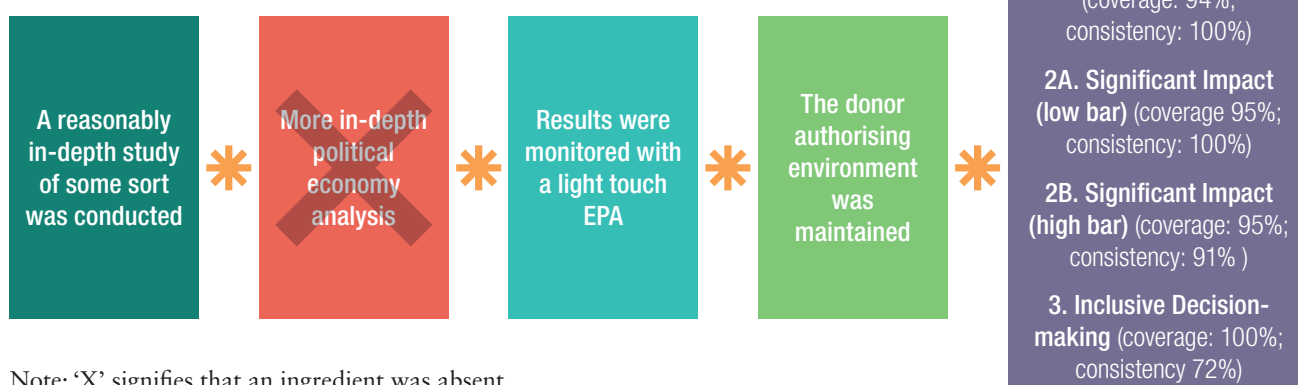 A reasonably
in-depth study
of some sort
was conducted
More in-depth
political
economy
analysis
Results were
monitored with
a light touch
EPA
The donor
authorising
environment
was
maintained
(coverage: 94%;
consistency: 100%)
2A. Significant Impact
(low bar) (coverage 95%;
consistency: 100%)
2B. Significant Impact
(high bar) (coverage: 95%;
consistency: 91% )
3. Inclusive Decision-
making (coverage: 100%;
consistency 72%)
Note: 'X' signifies that an ingredient was absent